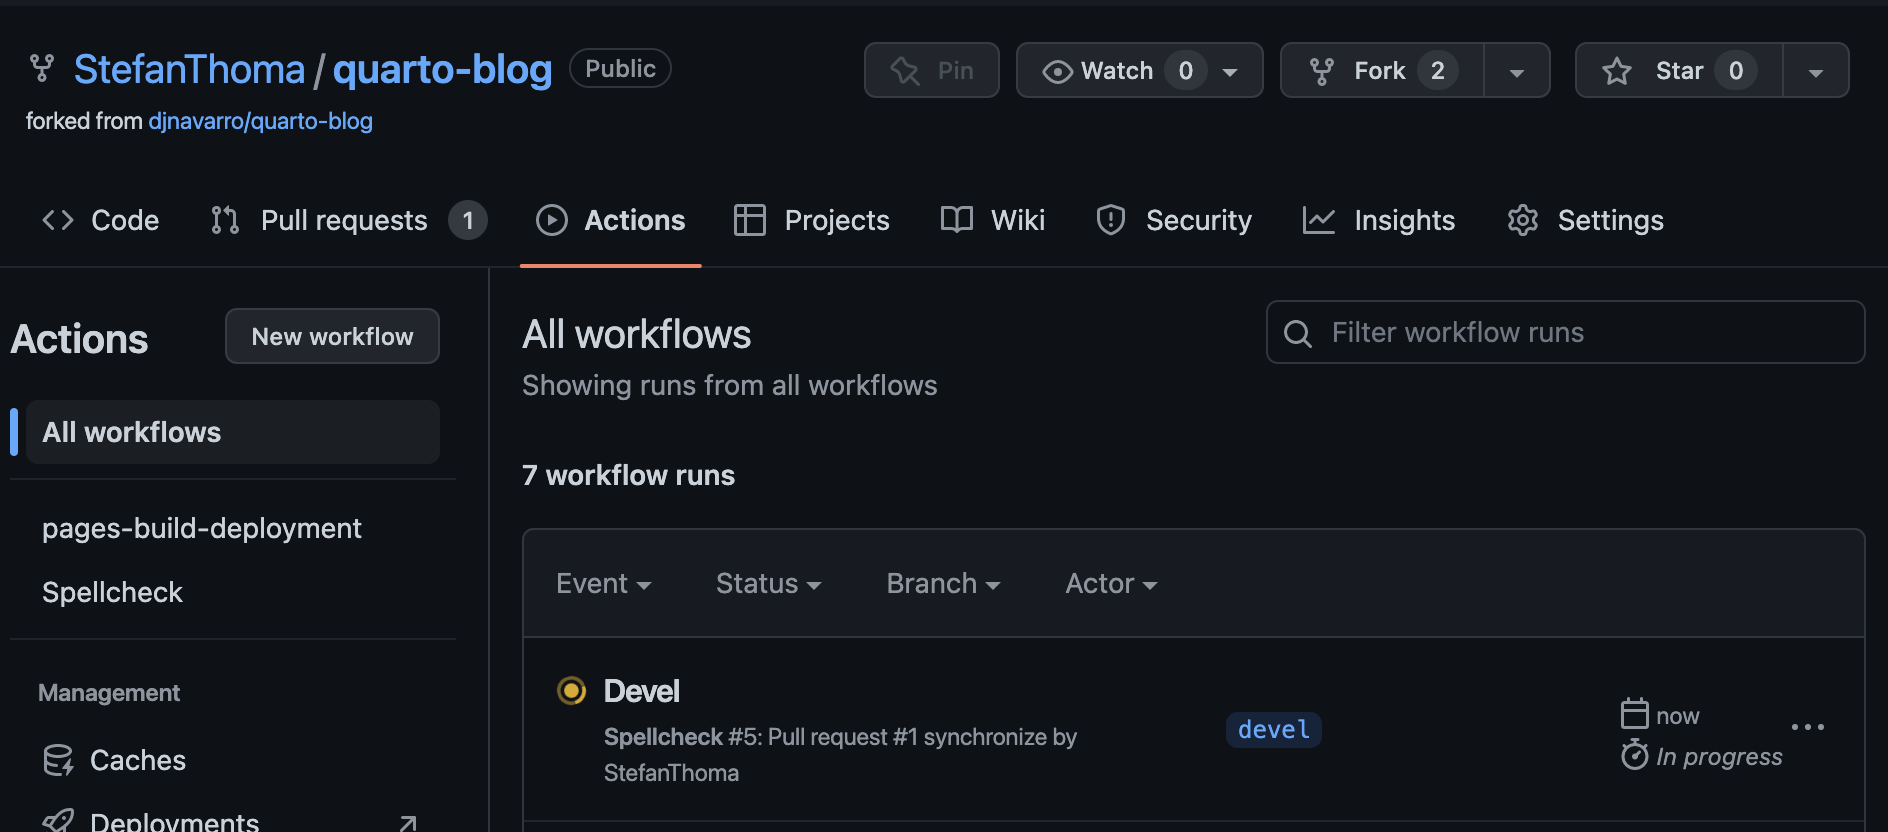 StefanThoma / quarto-blog Public Pin Watch 0 Fork 2 Star 0
forked from djnavarro/quarto-blog
Code Pull requests 1 Actions Projects Wiki Security Insights Settings
Actions New workflow
All workflows
pages-build-deployment
Spellcheck
Management
Caches
Deployments
All workflows
Showing runs from all workflows
Filter workflow runs
7 workflow runs
Event Status Branch Actor
Devel
Spellcheck #5: Pull request #1 synchronize by
StefanThoma
devel
now
In progress